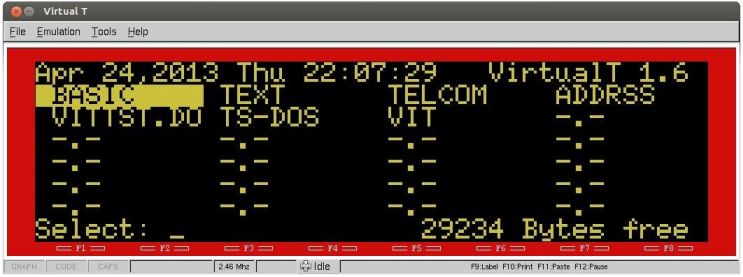 Virtual T
File Emulation Tools Help
Apr 24,2013 Thu 22:07:29 VirtualT 1.6
BASIC TEXT TELCOM ADDRSS
VITTST.DO TS-DOS VIT -.-
-.- -.- -.- -.-
-.- -.- -.- -.-
-.- -.- -.- -.-
-.- -.- -.- -.-
Select: _ 29234 Bytes free
F1 F2 F3 F4 F5 F6 F7 F8
GRAPH CODE CAPS 2.46 Mhz Idle F9:Label F10:Print F11:Paste F12:Pause